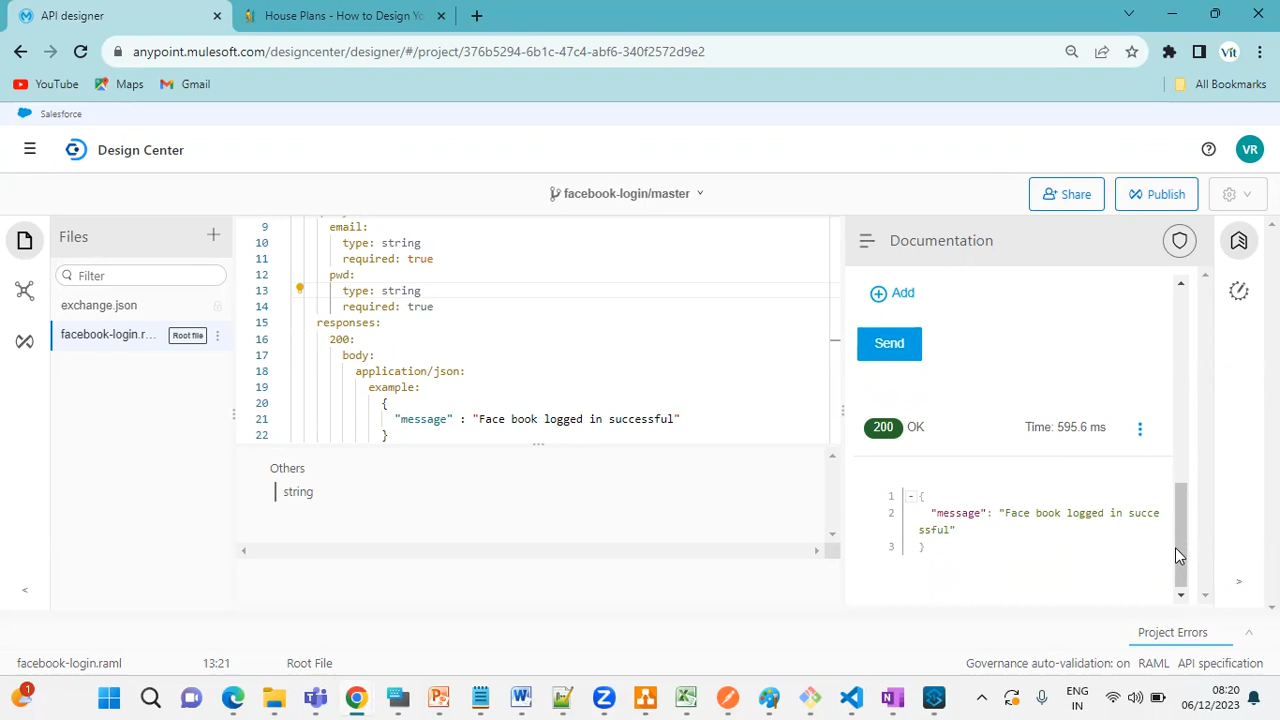 API designer
House Plans - How to Design Yo
anypoint.mulesoft.com/designcenter/designer/#/project/376b5294-6b1c-47c4-abf6-340f2572d9e2
Vit
YouTube
Maps
Gmail
All Bookmarks
Salesforce
Design Center
VR
facebook-login/master
Share
Publish
Files
Filter
exchange.json
facebook-login.r... Root file
9 email:
10 type: string
11 required: true
12 pwd:
13 type: string
14 required: true
15 responses:
16 200:
17 body:
18 application/json:
19 example:
20 {
21 "message" : "Face book logged in successful"
22 }
Others
string
Documentation
Add
Send
200 OK Time: 595.6 ms
1 - {
2 "message": "Face book logged in succe
ssful"
3 }
Project Errors
facebook-login.raml 13:21 Root File Governance auto-validation: on RAML API specification
1
ENG
IN
08:20
06/12/2023